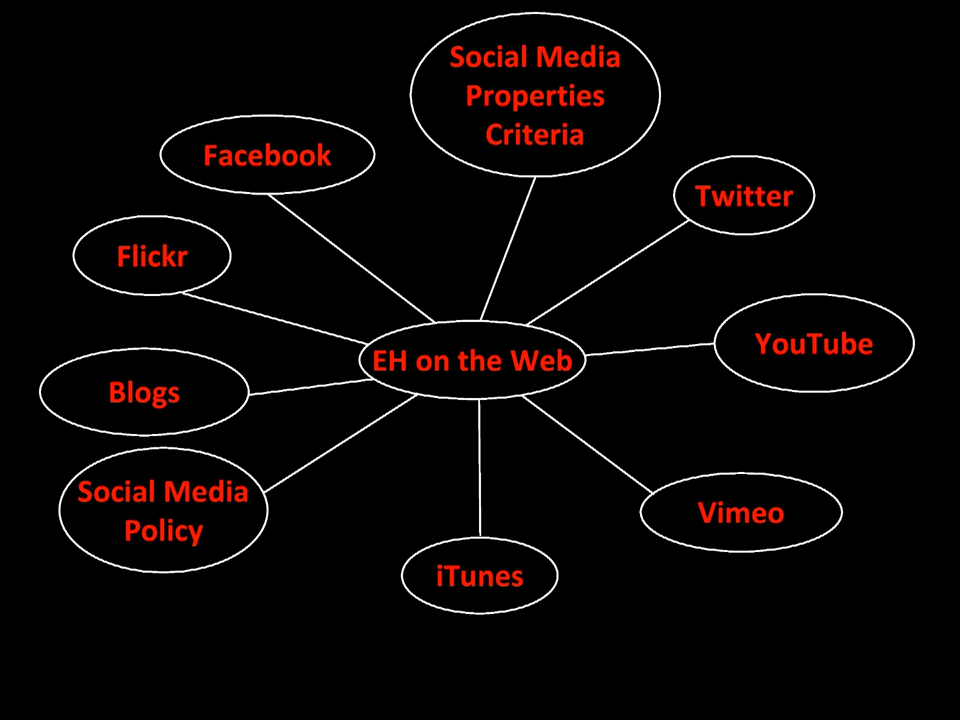 Social Media
Properties
Criteria
Facebook
Twitter
Flickr
YouTube
EH on the Web
Blogs
Social Media
Policy
Vimeo
iTunes